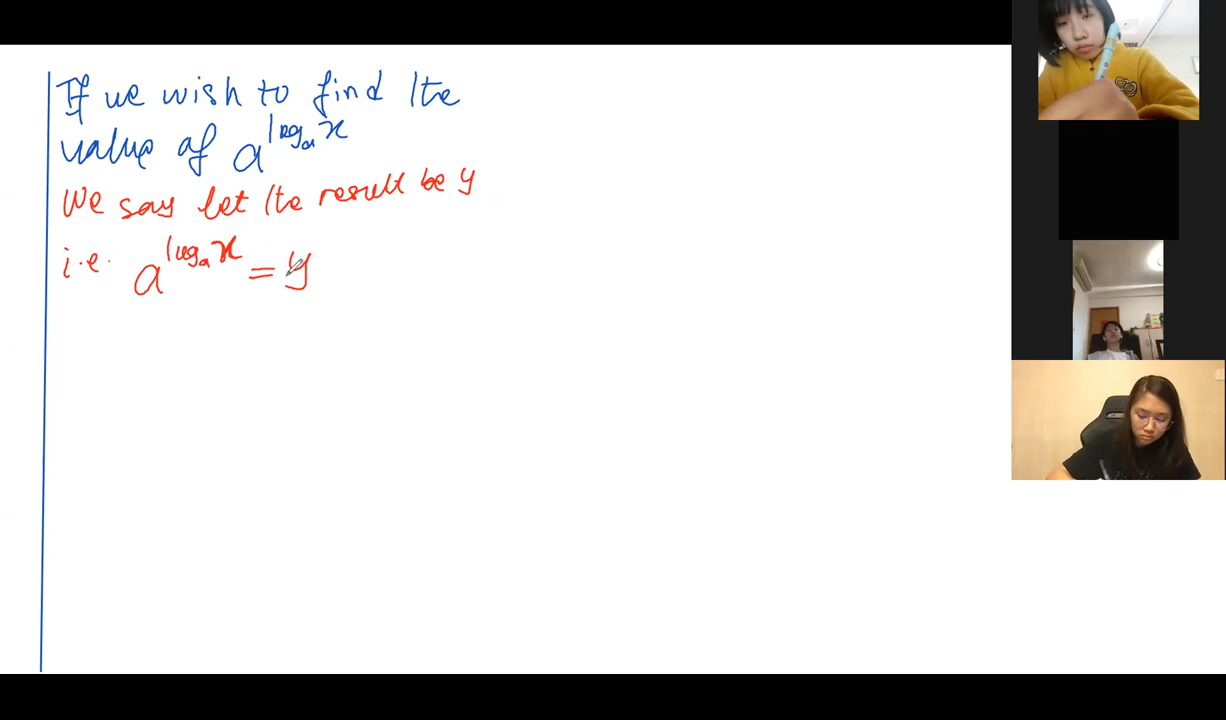 If we wish to find the
value of a^{log_a x}
We say let the result be y
i.e. a^{log_a x} = y